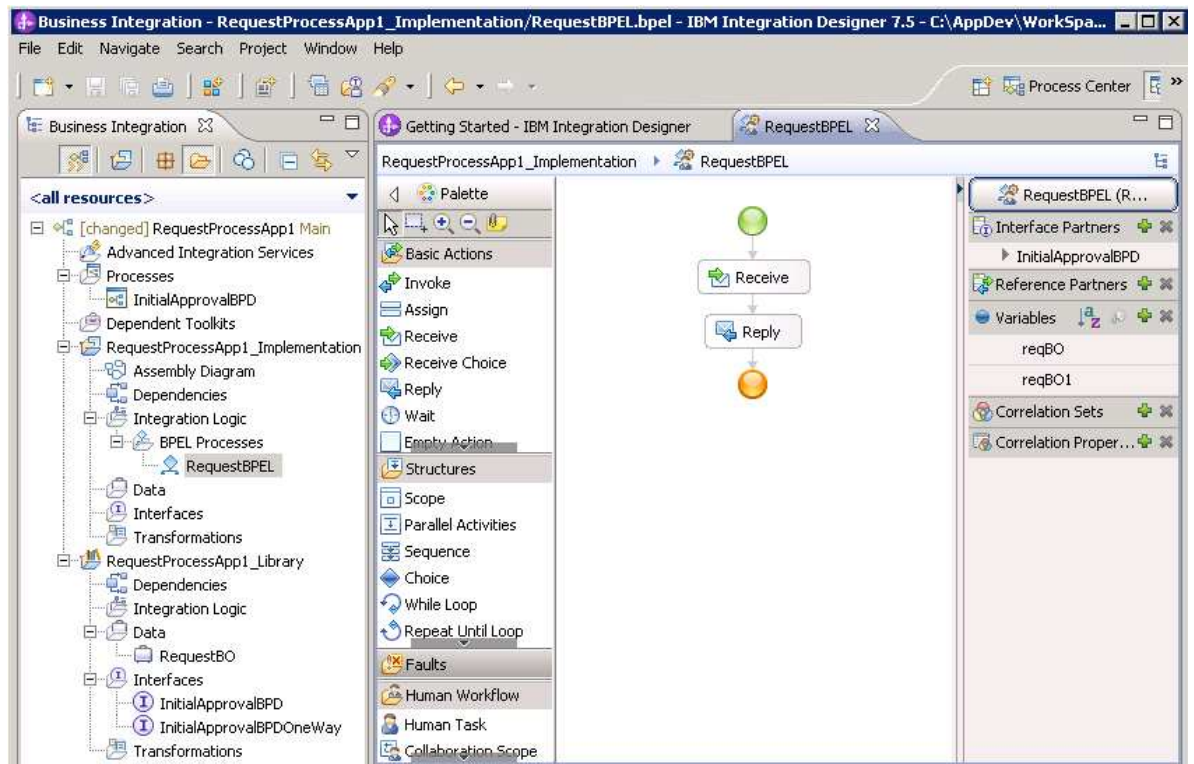 Business Integration - RequestProcessApp1_Implementation/RequestBPEL.bpel - IBM Integration Designer 7.5 - C:\AppDev\WorkSpa...
File Edit Navigate Search Project Window Help
Process Center
Business Integration
<all resources>
[changed] RequestProcessApp1 Main
Advanced Integration Services
Processes
InitialApprovalBPD
Dependent Toolkits
RequestProcessApp1_Implementation
Assembly Diagram
Dependencies
Integration Logic
BPEL Processes
RequestBPEL
Data
Interfaces
Transformations
RequestProcessApp1_Library
Dependencies
Integration Logic
Data
RequestBO
Interfaces
InitialApprovalBPD
InitialApprovalBPDOneWay
Transformations
Getting Started - IBM Integration Designer
RequestBPEL
RequestProcessApp1_Implementation
RequestBPEL
Palette
Basic Actions
Invoke
Assign
Receive
Receive Choice
Reply
Wait
Empty Action
Structures
Scope
Parallel Activities
Sequence
Choice
While Loop
Repeat Until Loop
Faults
Human Workflow
Human Task
Collaboration Scope
Receive
Reply
RequestBPEL (R...
Interface Partners
InitialApprovalBPD
Reference Partners
Variables
reqBO
reqBO1
Correlation Sets
Correlation Proper...